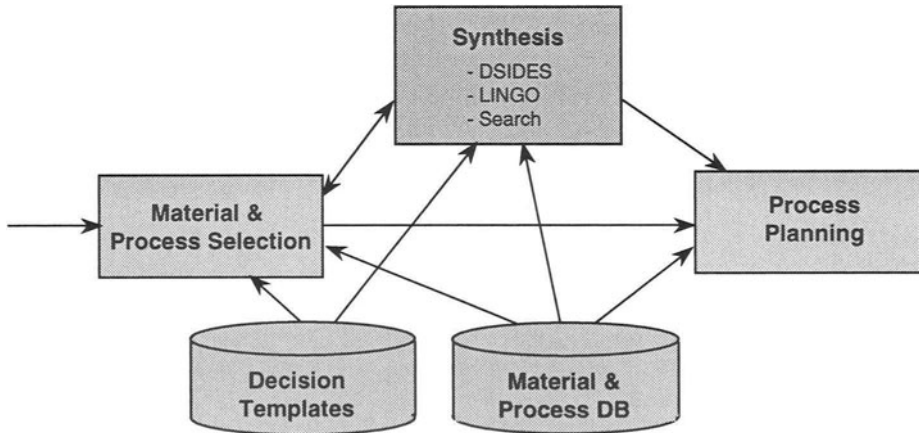 Synthesis
- DSIDES
- LINGO
- Search
Material &
Process Selection
Process
Planning
Decision
Templates
Material &
Process DB